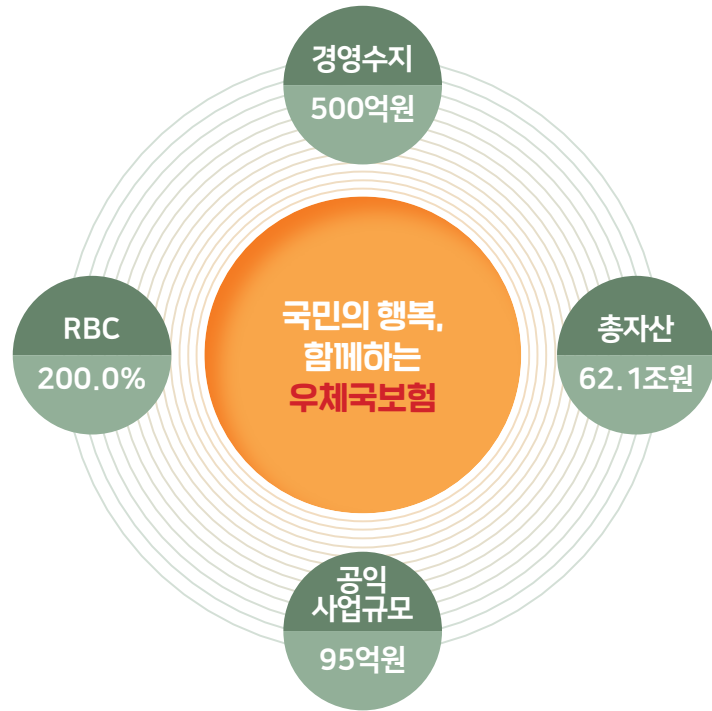 경영수지
500억원
국민의 행복,
함께하는
우체국보험
RBC
200.0%
총자산
62.1조원
공익
사업규모
95억원